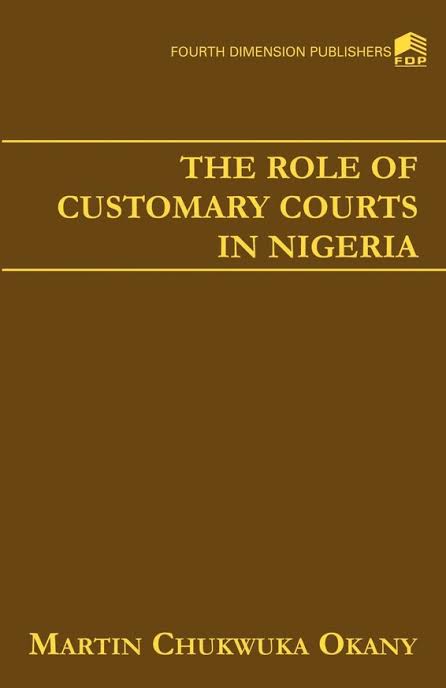 FOURTH DIMENSION PUBLISHERS
FDP
THE ROLE OF
CUSTOMARY COURTS
IN NIGERIA
MARTIN CHUKWUKA OKANY